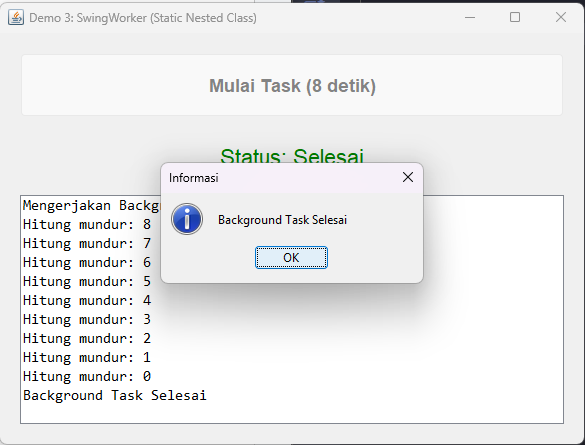 Demo 3: SwingWorker (Static Nested Class)
Mulai Task (8 detik)
Status: Selesai
Informasi
Background Task Selesai
OK
Mengerjakan
Hitung mundur: 8
Hitung mundur: 7
Hitung mundur: 6
Hitung mundur: 5
Hitung mundur: 4
Hitung mundur: 3
Hitung mundur: 2
Hitung mundur: 1
Hitung mundur: 0
Background Task Selesai